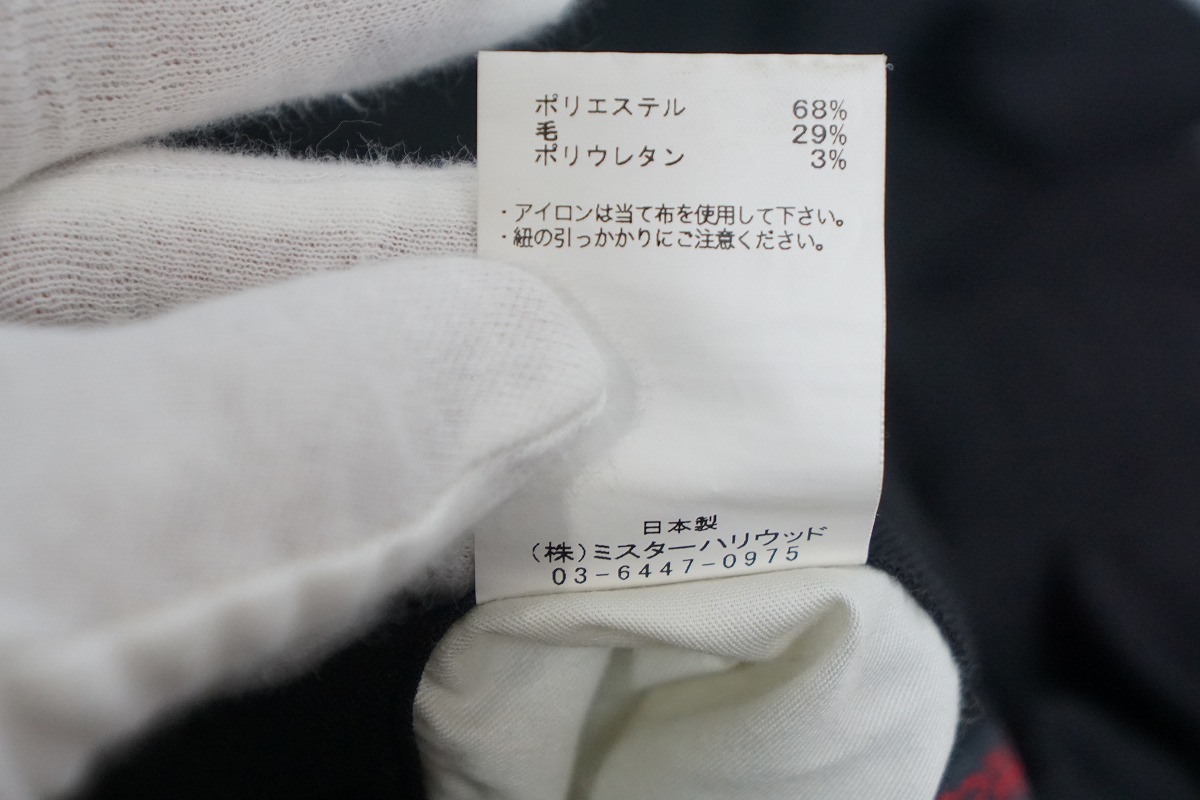 ポリエステル 68%
毛 29%
ポリウレタン 3%
・アイロンは当て布を使用して下さい。
・紐の引っかかりにご注意ください。
日本製
(株)ミスターハリウッド
03-6447-0975